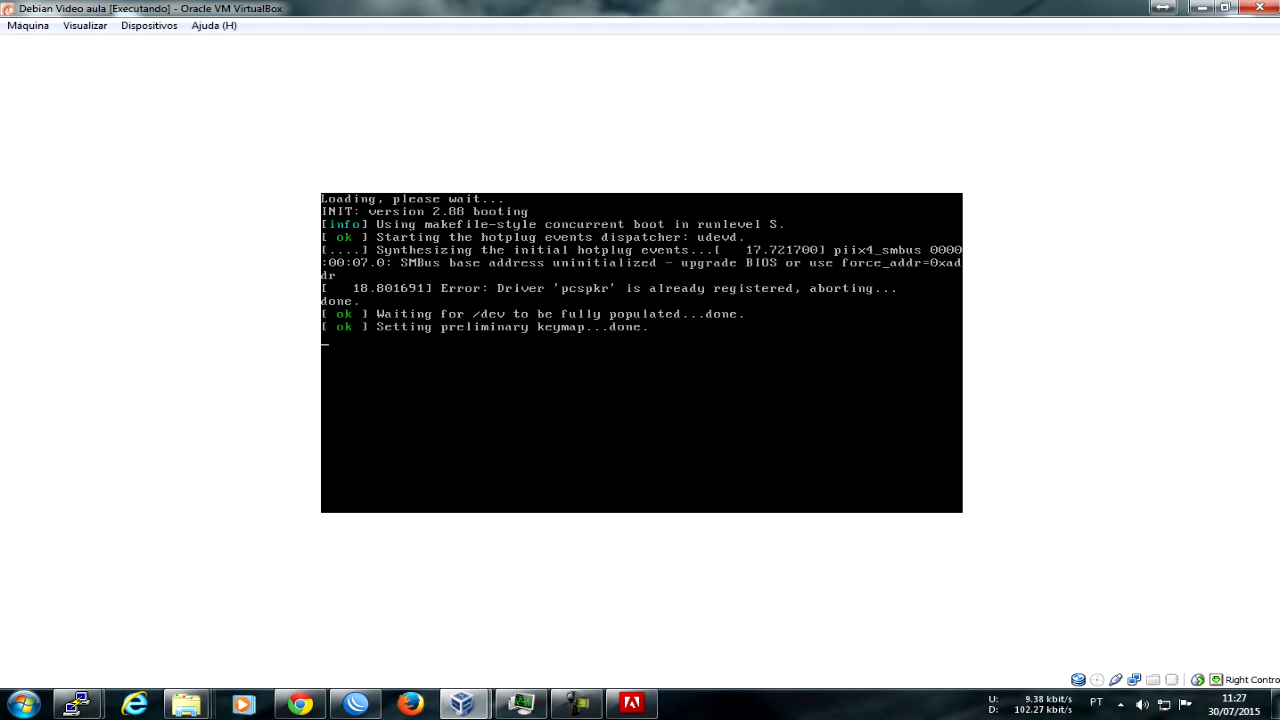 Debian Video aula [Executando] - Oracle VM VirtualBox
Máquina Visualizar Dispositivos Ajuda (H)
Loading, please wait...
INIT: version 2.88 booting
[info] Using makefile-style concurrent boot in runlevel S.
[ ok ] Starting the hotplug events dispatcher: udevd.
[....] Synthesizing the initial hotplug events...[   17.721700] piix4_smbus 0000
:00:07.0: SMBus base address uninitialized - upgrade BIOS or use force_addr=0xad
dr
[   18.801691] Error: Driver 'pcspkr' is already registered, aborting...
done.
[ ok ] Waiting for /dev to be fully populated...done.
[ ok ] Setting preliminary keymap...done.
Right Contro
U: 9.38 kbit/s
D: 102.27 kbit/s
PT
11:27
30/07/2015